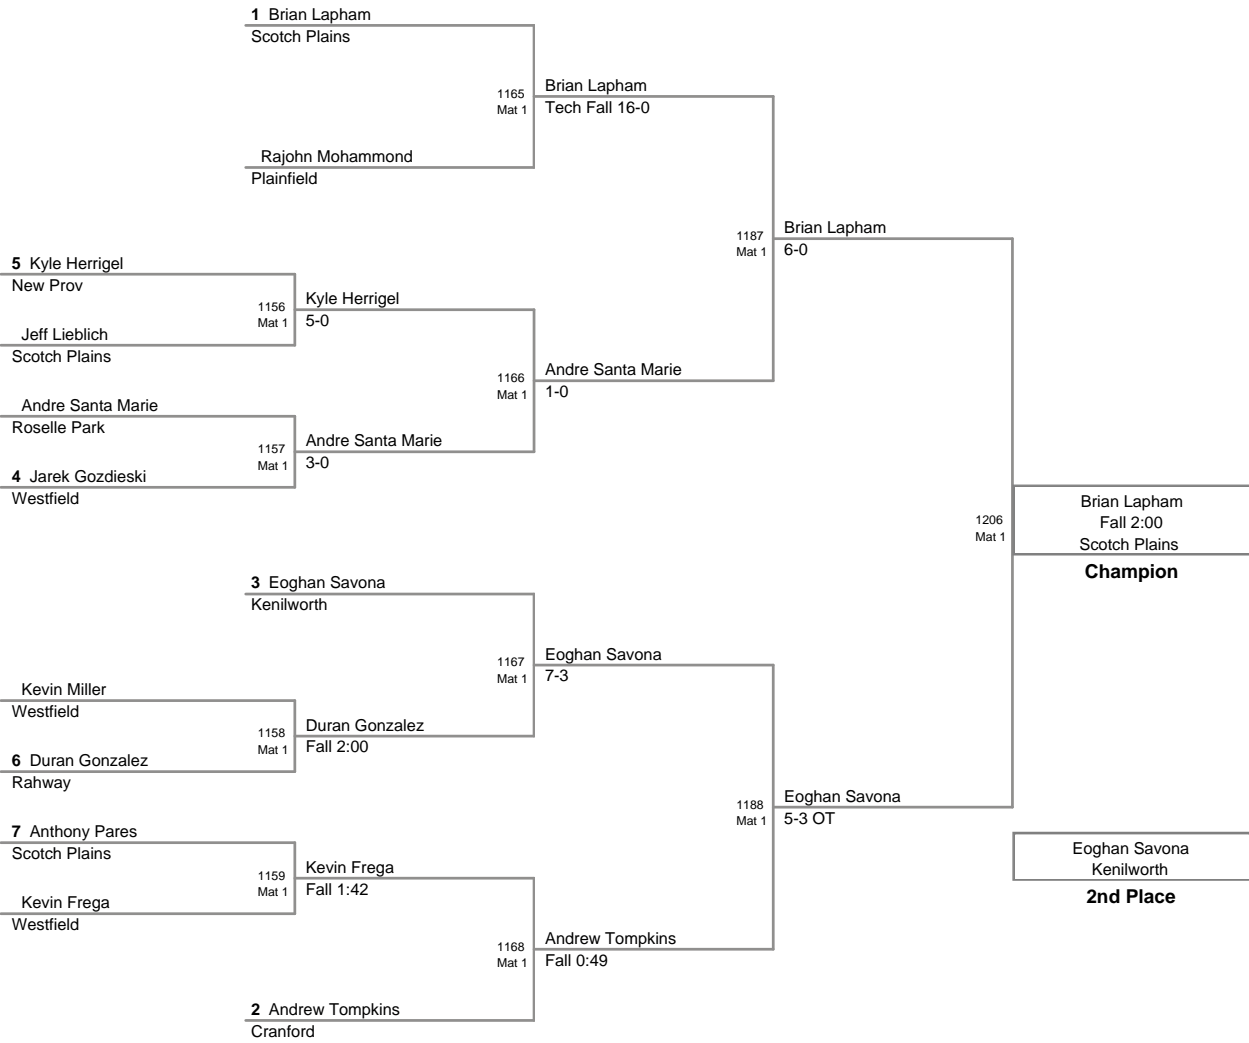 1 Brian Lapham
Scotch Plains
1165
Mat 1
Brian Lapham
Tech Fall 16-0
Rajohn Mohammond
Plainfield
1187
Mat 1
Brian Lapham
6-0
5 Kyle Herrigel
New Prov
1156
Mat 1
Kyle Herrigel
5-0
Jeff Lieblich
Scotch Plains
1166
Mat 1
Andre Santa Marie
1-0
Andre Santa Marie
Roselle Park
1157
Mat 1
Andre Santa Marie
3-0
4 Jarek Gozdieski
Westfield
1206
Mat 1
Brian Lapham
Fall 2:00
Scotch Plains
Champion
3 Eoghan Savona
Kenilworth
1167
Mat 1
Eoghan Savona
7-3
Kevin Miller
Westfield
1158
Mat 1
Duran Gonzalez
Fall 2:00
6 Duran Gonzalez
Rahway
1188
Mat 1
Eoghan Savona
5-3 OT
7 Anthony Pares
Scotch Plains
1159
Mat 1
Kevin Frega
Fall 1:42
Kevin Frega
Westfield
Eoghan Savona
Kenilworth
2nd Place
1168
Mat 1
Andrew Tompkins
Fall 0:49
2 Andrew Tompkins
Cranford